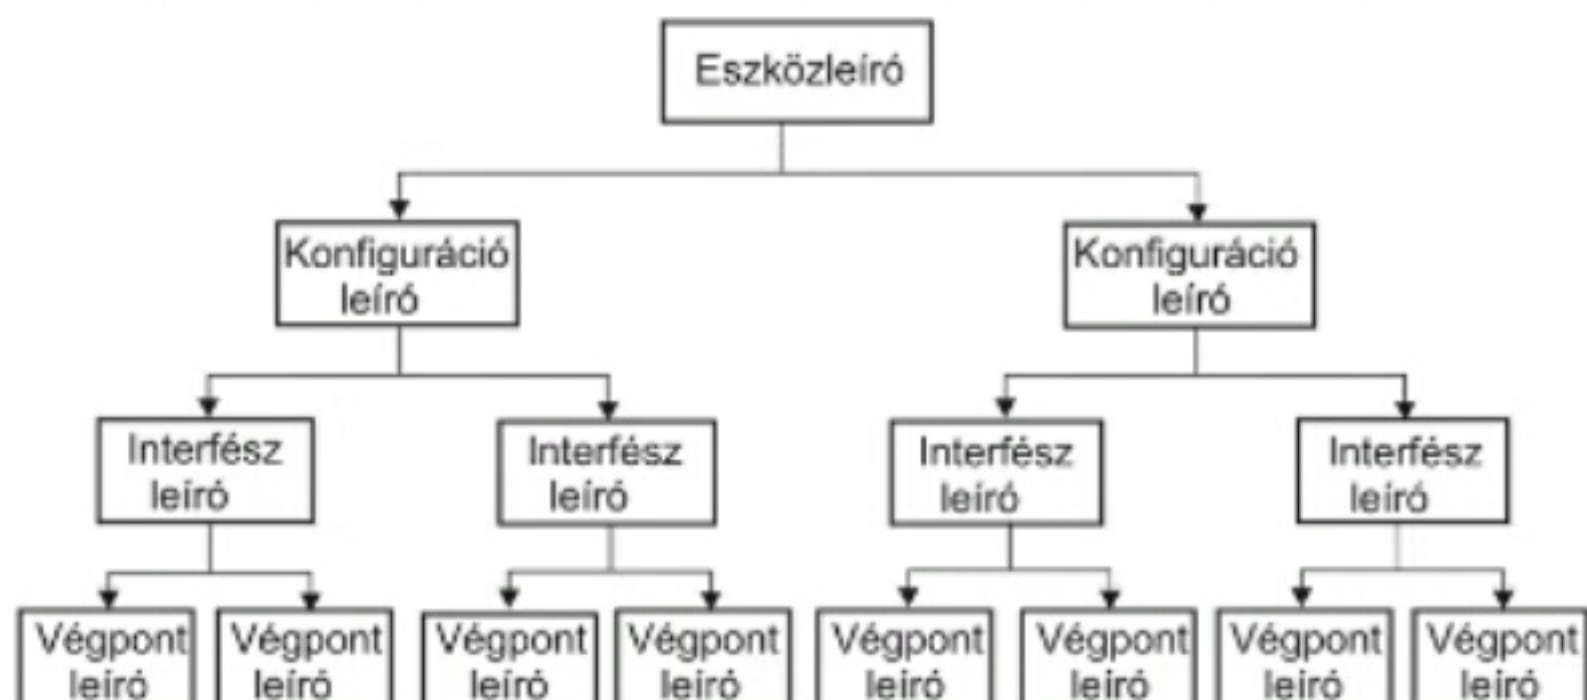 Eszközleíró
Konfiguráció
leíró
Konfiguráció
leíró
Interfész
leíró
Interfész
leíró
Interfész
leíró
Interfész
leíró
Végpont
leíró
Végpont
leíró
Végpont
leíró
Végpont
leíró
Végpont
leíró
Végpont
leíró
Végpont
leíró
Végpont
leíró